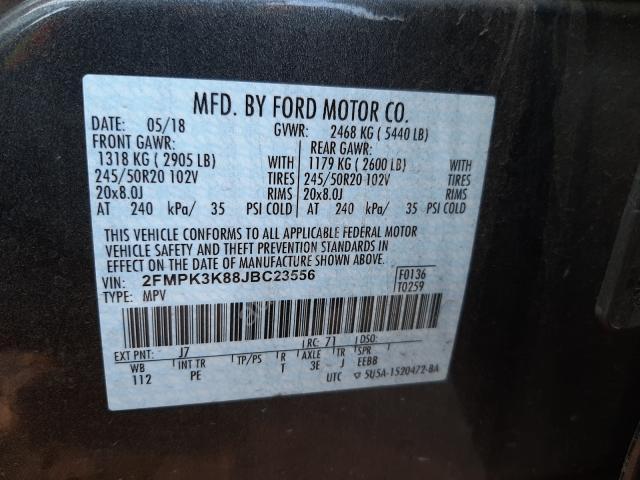 MFD. BY FORD MOTOR CO.
DATE: 05/18 GVWR: 2468 KG ( 5440 LB)
FRONT GAWR: REAR GAWR:
1318 KG ( 2905 LB) WITH 1179 KG ( 2600 LB) WITH
245/50R20 102V TIRES 245/50R20 102V TIRES
20x8.0J RIMS 20x8.0J RIMS
AT 240 kPa/ 35 PSI COLD AT 240 kPa/ 35 PSI COLD
THIS VEHICLE CONFORMS TO ALL APPLICABLE FEDERAL MOTOR
VEHICLE SAFETY AND THEFT PREVENTION STANDARDS IN
EFFECT ON THE DATE OF MANUFACTURE SHOWN ABOVE.
VIN: 2FMPK3K88JBC23556 F0136
TYPE: MPV T0259
EXT PNT: J7 RC: 71 DSO:
WB INT TR TP/PS R AXLE TR SPR
112 PE T 3E J EEBB
UTC 5U5A-1520472-BA